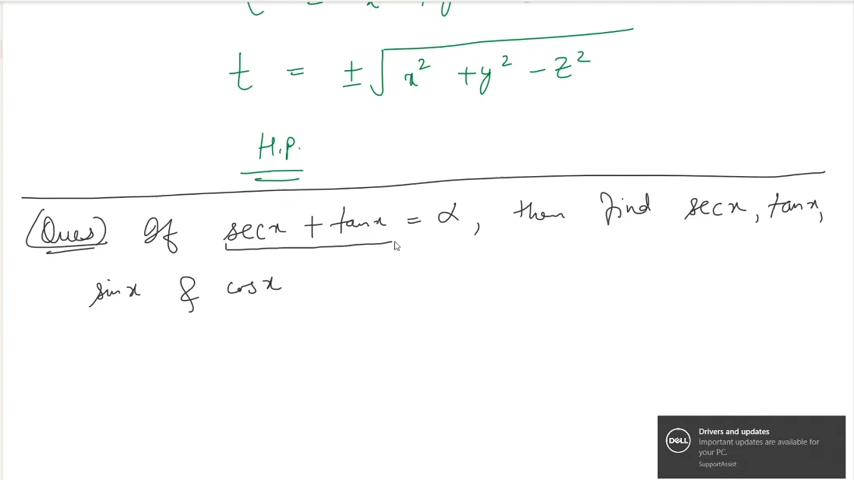 t = ± √x² + y² - z²
H.p.
(Ques) If secx + tanx = α, then find secx, tanx,
sinx & cosx
DELL
Drivers and updates
Important updates are available for
your PC.
SupportAssist